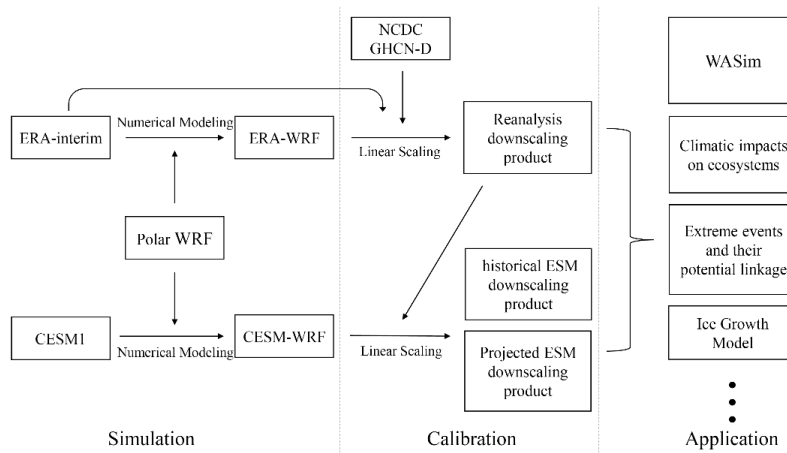 NCDC
GHCN-D
WASim
ERA-interim
Numerical Modeling
ERA-WRF
Linear Scaling
Reanalysis
downscaling
product
Climatic impacts
on ecosystems
Polar WRF
Extreme events
and their
potential linkage
historical ESM
downscaling
product
CESM1
Numerical Modeling
CESM-WRF
Linear Scaling
Projected ESM
downscaling
product
Ice Growth
Model
Simulation
Calibration
Application